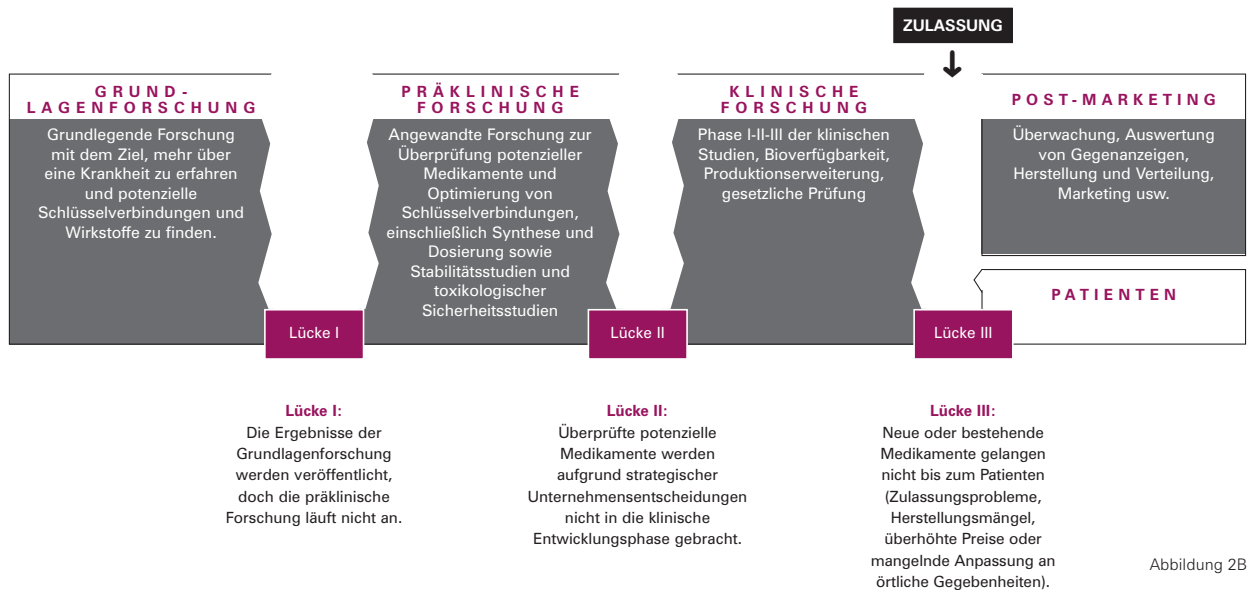 ZULASSUNG
GRUND-
LAGENFORSCHUNG
Grundlegende Forschung
mit dem Ziel, mehr über
eine Krankheit zu erfahren
und potenzielle
Schlüsselverbindungen und
Wirkstoffe zu finden.
PRÄKLINISCHE
FORSCHUNG
Angewandte Forschung zur
Überprüfung potenzieller
Medikamente und
Optimierung von
Schlüsselverbindungen,
einschließlich Synthese und
Dosierung sowie
Stabilitätsstudien und
toxikologischer
Sicherheitsstudien
KLINISCHE
FORSCHUNG
Phase I-II-III der klinischen
Studien, Bioverfügbarkeit,
Produktionserweiterung,
gesetzliche Prüfung
POST-MARKETING
Überwachung, Auswertung
von Gegenanzeigen,
Herstellung und Verteilung,
Marketing usw.
PATIENTEN
Lücke I
Lücke II
Lücke III
Lücke I:
Die Ergebnisse der
Grundlagenforschung
werden veröffentlicht,
doch die präklinische
Forschung läuft nicht an.
Lücke II:
Überprüfte potenzielle
Medikamente werden
aufgrund strategischer
Unternehmensentscheidungen
nicht in die klinische
Entwicklungsphase gebracht.
Lücke III:
Neue oder bestehende
Medikamente gelangen
nicht bis zum Patienten
(Zulassungsprobleme,
Herstellungsmängel,
überhöhte Preise oder
mangelnde Anpassung an
örtliche Gegebenheiten).
Abbildung 2B